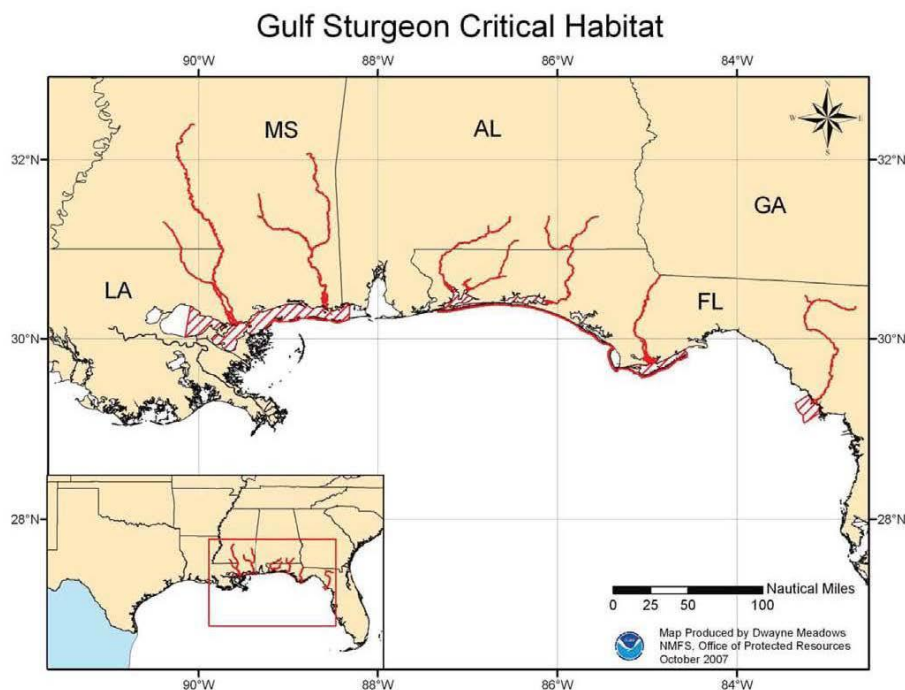 Gulf Sturgeon Critical Habitat
90°W 88°W 86°W 84°W
MS AL
N
W E
S
32°N 32°N
GA
LA FL
30°N 30°N
28°N 28°N
Nautical Miles
0 25 50 100
Map Produced by Dwayne Meadows
NMFS, Office of Protected Resources
October 2007
90°W 88°W 86°W 84°W